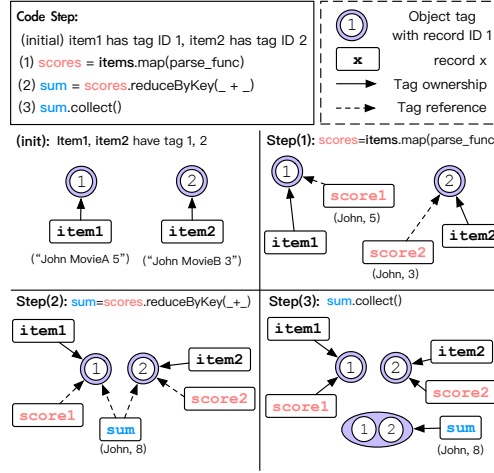 Code Step:
(initial) item1 has tag ID 1, item2 has tag ID 2
(1) scores = items.map(parse_func)
(2) sum = scores.reduceByKey(_ + _)
(3) sum.collect()
1
Object tag
with record ID 1
x
record x
Tag ownership
Tag reference
(init): Item1, item2 have tag 1, 2
1
2
item1
item2
("John MovieA 5")
("John MovieB 3")
Step(1): scores=items.map(parse_func
1
2
score1
(John, 5)
item1
item2
score2
(John, 3)
Step(2): sum=scores.reduceByKey(_+_)
item1
item2
1
2
score1
score2
sum
(John, 8)
Step(3): sum.collect()
item1
item2
1
2
score1
score2
1
2
sum
(John, 8)